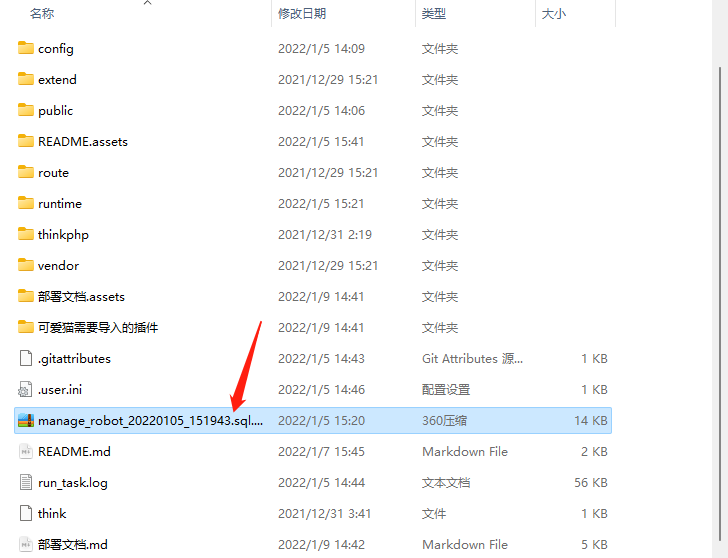 名称 修改日期 类型 大小
config 2022/1/5 14:09 文件夹
extend 2021/12/29 15:21 文件夹
public 2022/1/5 14:06 文件夹
README.assets 2022/1/5 15:41 文件夹
route 2021/12/29 15:21 文件夹
runtime 2022/1/5 15:21 文件夹
thinkphp 2021/12/31 2:19 文件夹
vendor 2021/12/29 15:21 文件夹
部署文档.assets 2022/1/9 14:41 文件夹
可爱猫需要导入的插件 2022/1/9 14:41 文件夹
.gitattributes 2022/1/5 14:43 Git Attributes 源... 1 KB
.user.ini 2022/1/5 14:46 配置设置 1 KB
manage_robot_20220105_151943.sql.... 2022/1/5 15:20 360压缩 14 KB
README.md 2022/1/7 15:45 Markdown File 2 KB
run_task.log 2022/1/5 14:44 文本文档 56 KB
think 2021/12/31 3:41 文件 1 KB
部署文档.md 2022/1/9 14:42 Markdown File 5 KB